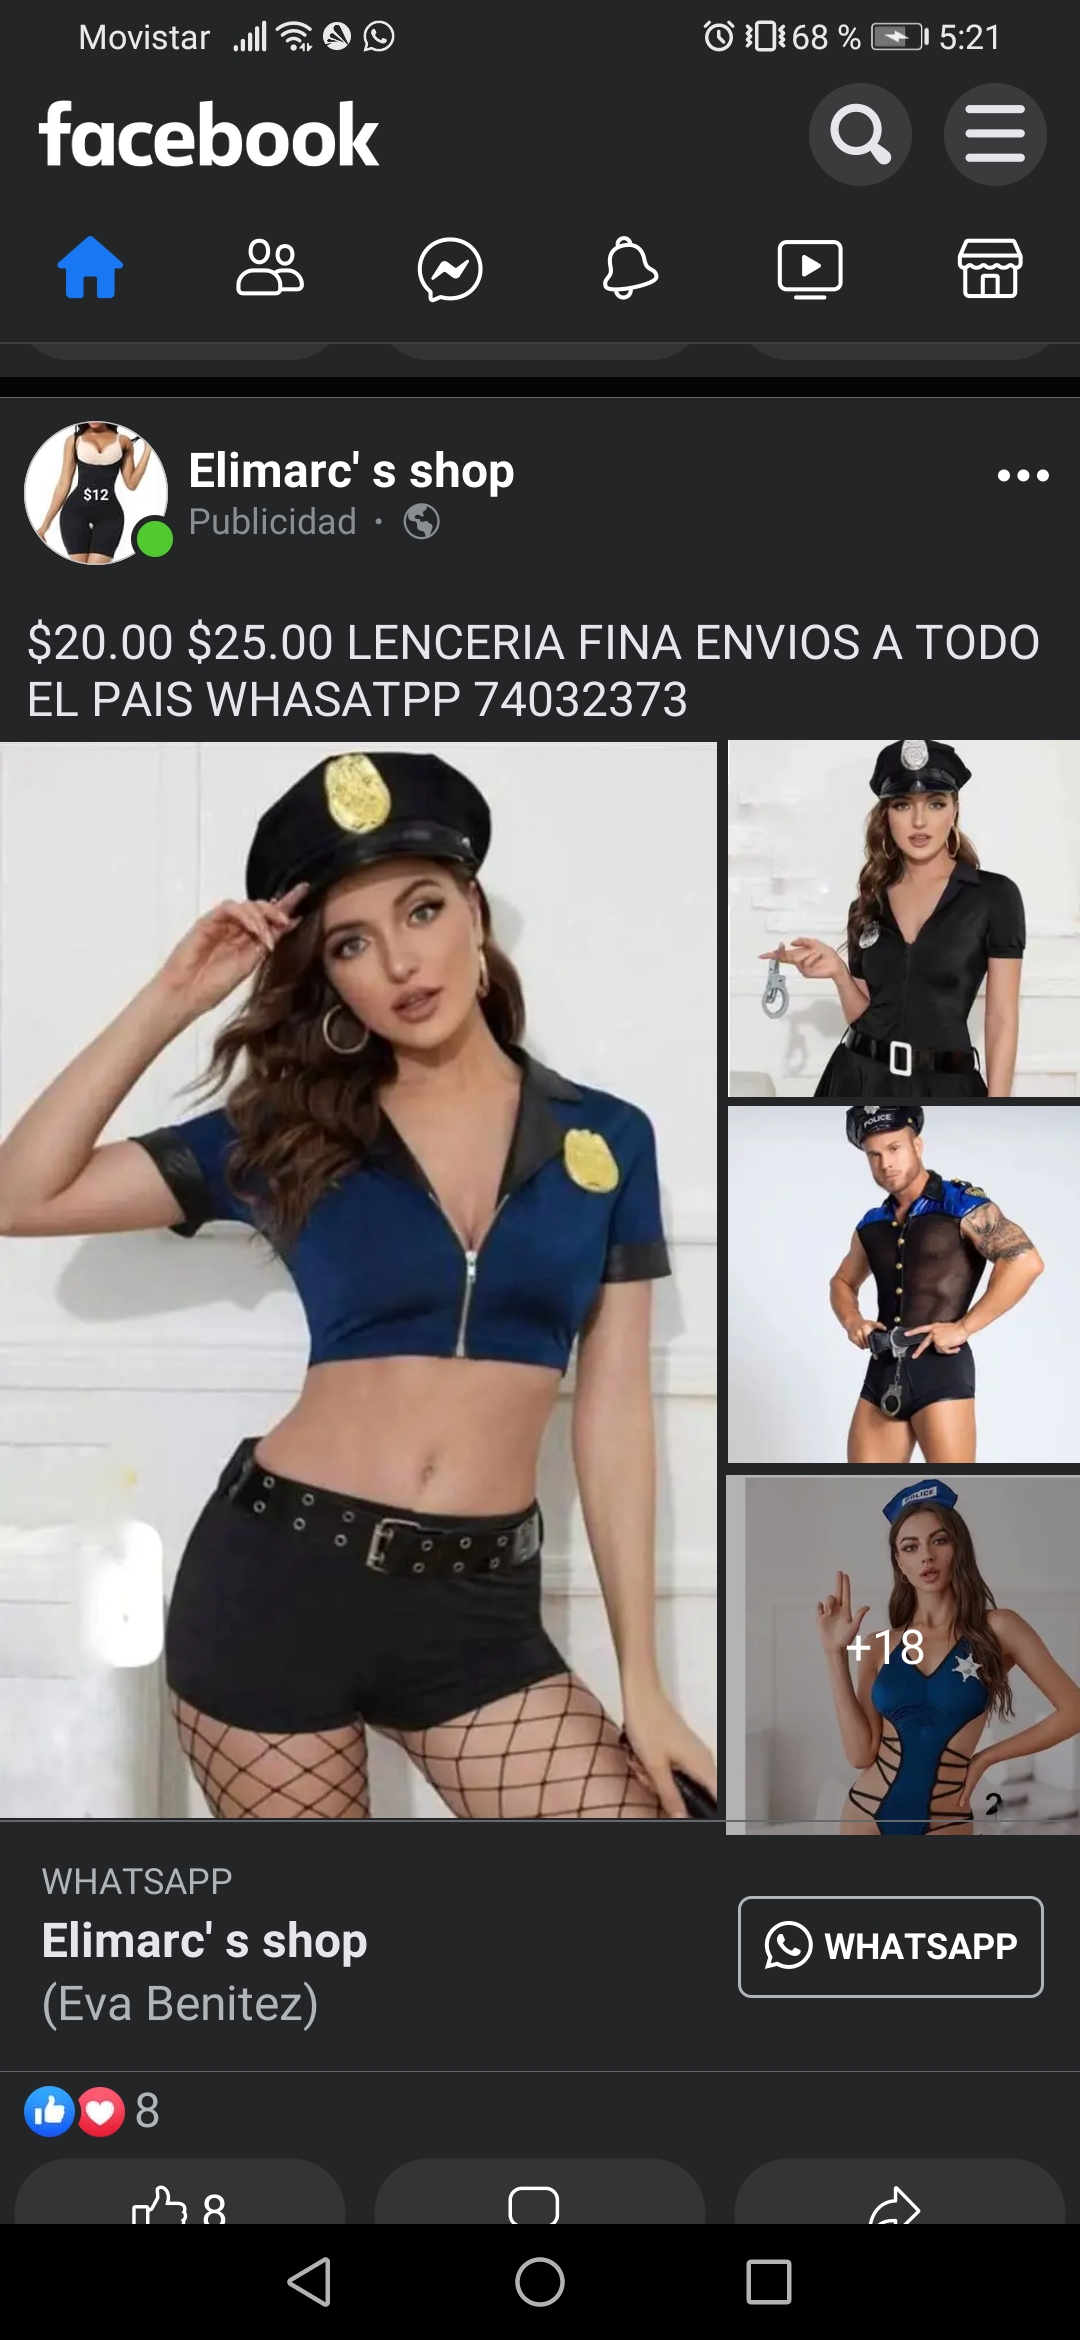 Movistar 68 % 5:21
facebook
$12
Elimarc' s shop
Publicidad ·
$20.00 $25.00 LENCERIA FINA ENVIOS A TODO
EL PAIS WHASATPP 74032373
POLICE
POLICE
+18
2
WHATSAPP
Elimarc' s shop
(Eva Benitez)
WHATSAPP
8
8